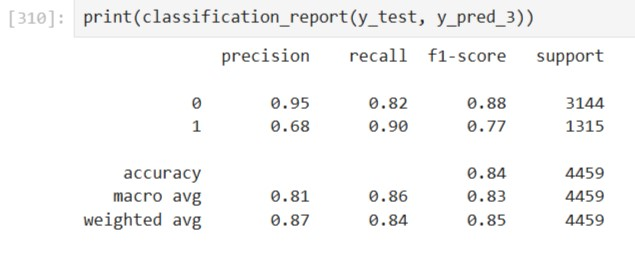 [310]: print(classification_report(y_test, y_pred_3))
precision recall f1-score support
0 0.95 0.82 0.88 3144
1 0.68 0.90 0.77 1315
accuracy 0.84 4459
macro avg 0.81 0.86 0.83 4459
weighted avg 0.87 0.84 0.85 4459